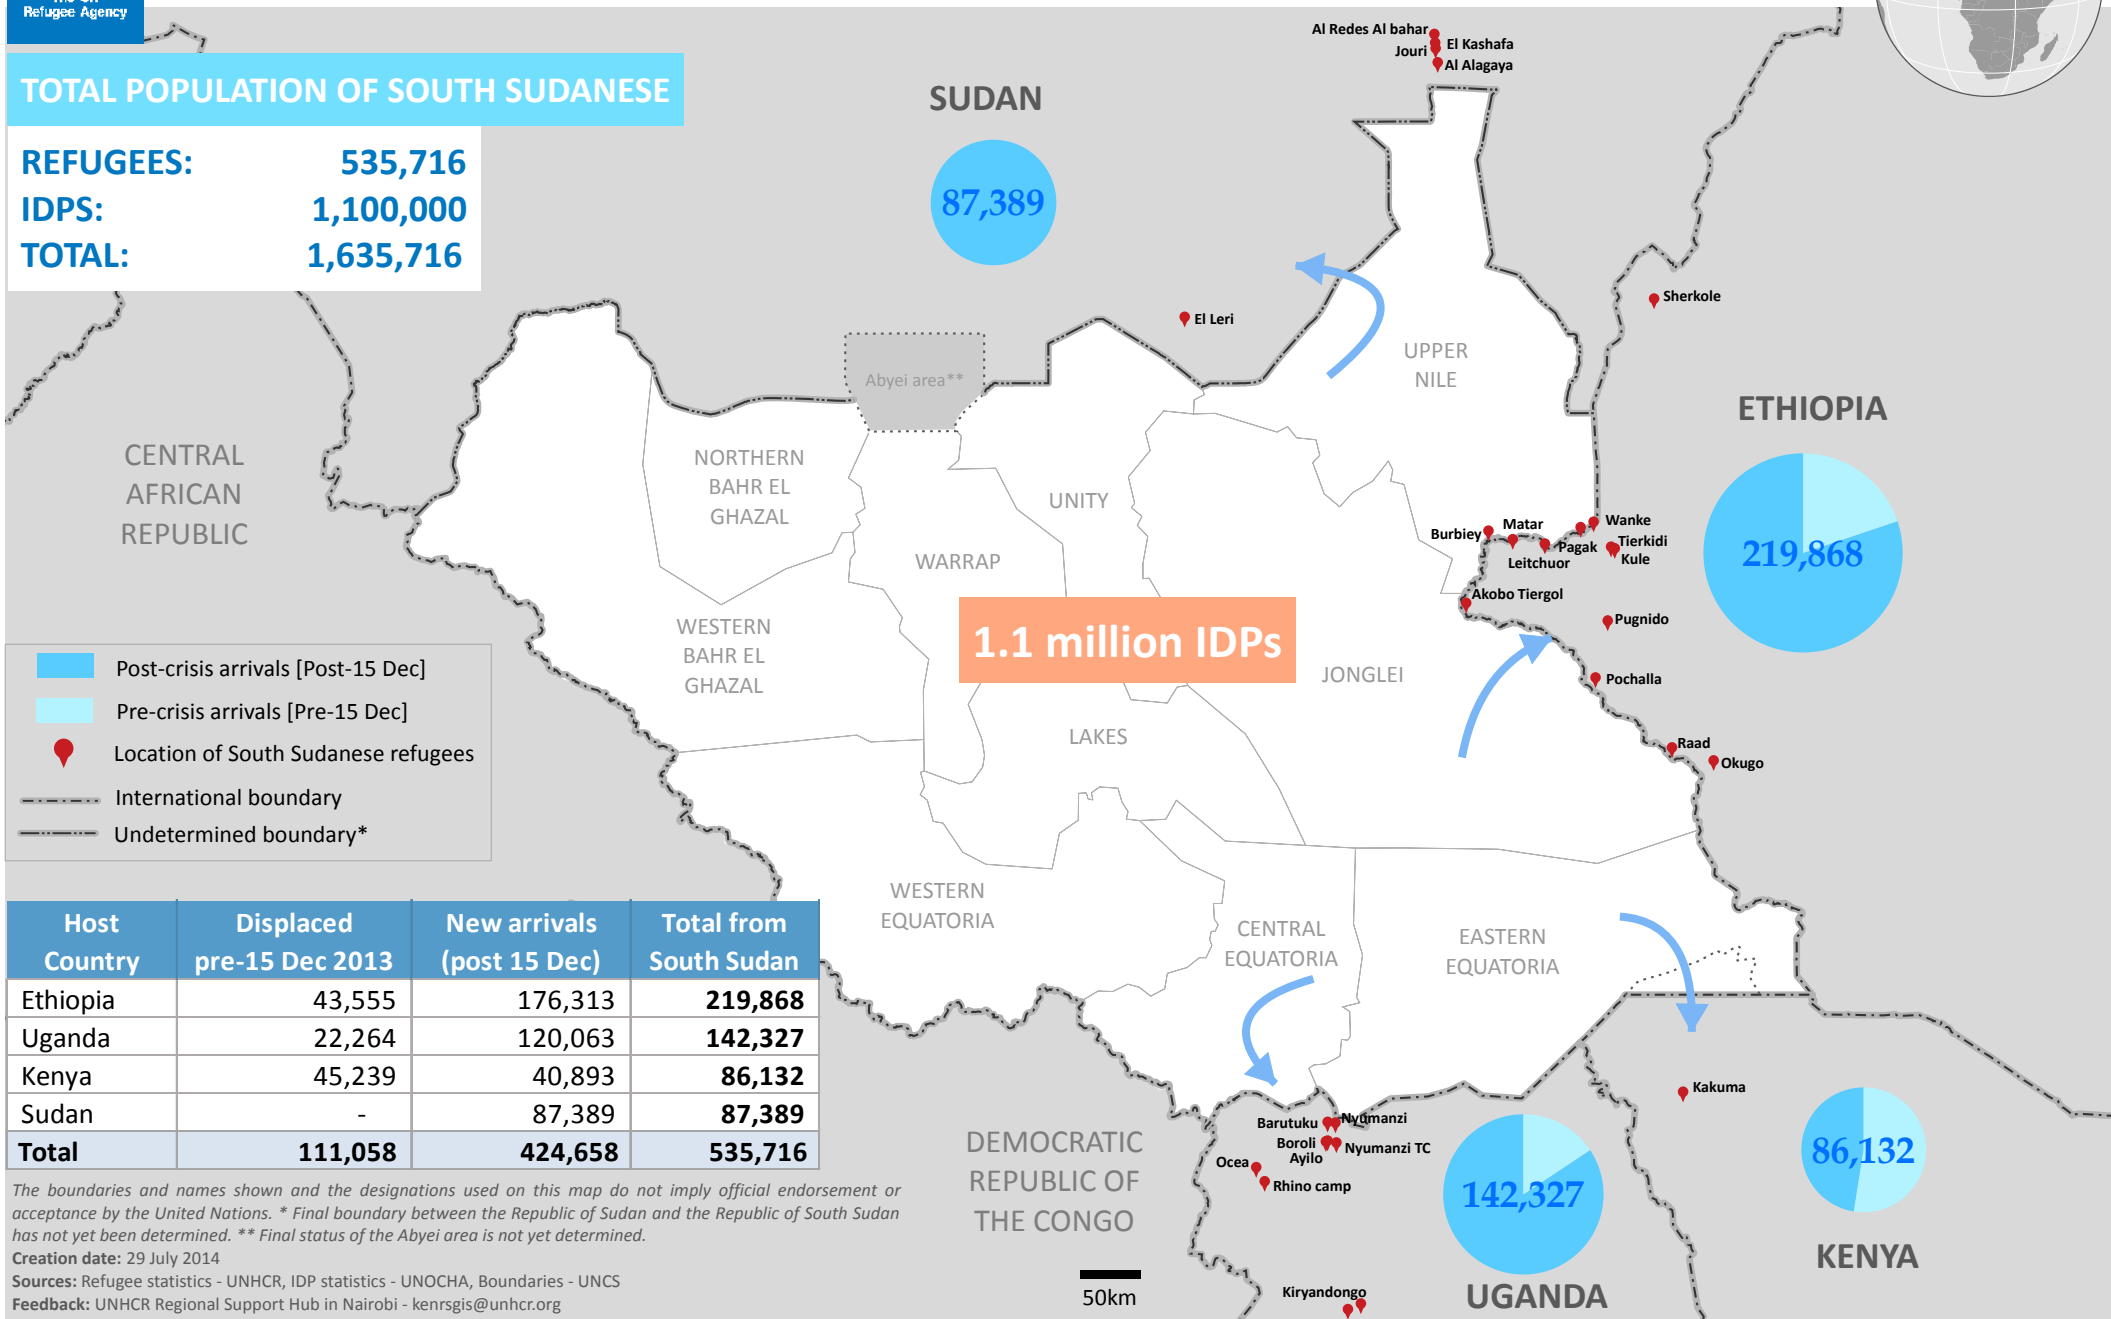 Refugee Agency
TOTAL POPULATION OF SOUTH SUDANESE
REFUGEES: 535,716
IDPS: 1,100,000
TOTAL: 1,635,716
SUDAN
87,389
Al Redes Al bahar
El Kashafa
Jouri
Al Alagaya
Sherkole
El Leri
UPPER
NILE
Abyei area**
ETHIOPIA
219,868
CENTRAL
AFRICAN
REPUBLIC
NORTHERN
BAHR EL
GHAZAL
UNITY
WARRAP
Burbiey
Matar
Wanke
Pagak
Tierkidi
Leitchuor
Kule
Akobo Tiergol
Pugnido
WESTERN
BAHR EL
GHAZAL
1.1 million IDPs
JONGLEI
Pochalla
LAKES
Raad
Okugo
Post-crisis arrivals [Post-15 Dec]
Pre-crisis arrivals [Pre-15 Dec]
Location of South Sudanese refugees
International boundary
Undetermined boundary*
WESTERN
EQUATORIA
CENTRAL
EQUATORIA
EASTERN
EQUATORIA
Host Country | Displaced pre-15 Dec 2013 | New arrivals (post 15 Dec) | Total from South Sudan
Ethiopia 43,555 176,313 219,868
Uganda 22,264 120,063 142,327
Kenya 45,239 40,893 86,132
Sudan - 87,389 87,389
Total 111,058 424,658 535,716
Kakuma
Barutuku
Nyumanzi
Boroli
Nyumanzi TC
Ayilo
Ocea
Rhino camp
DEMOCRATIC
REPUBLIC OF
THE CONGO
142,327
UGANDA
86,132
KENYA
Kiryandongo
50km
The boundaries and names shown and the designations used on this map do not imply official endorsement or
acceptance by the United Nations. * Final boundary between the Republic of Sudan and the Republic of South Sudan
has not yet been determined. ** Final status of the Abyei area is not yet determined.
Creation date: 29 July 2014
Sources: Refugee statistics - UNHCR, IDP statistics - UNOCHA, Boundaries - UNCS
Feedback: UNHCR Regional Support Hub in Nairobi - kenrsgis@unhcr.org